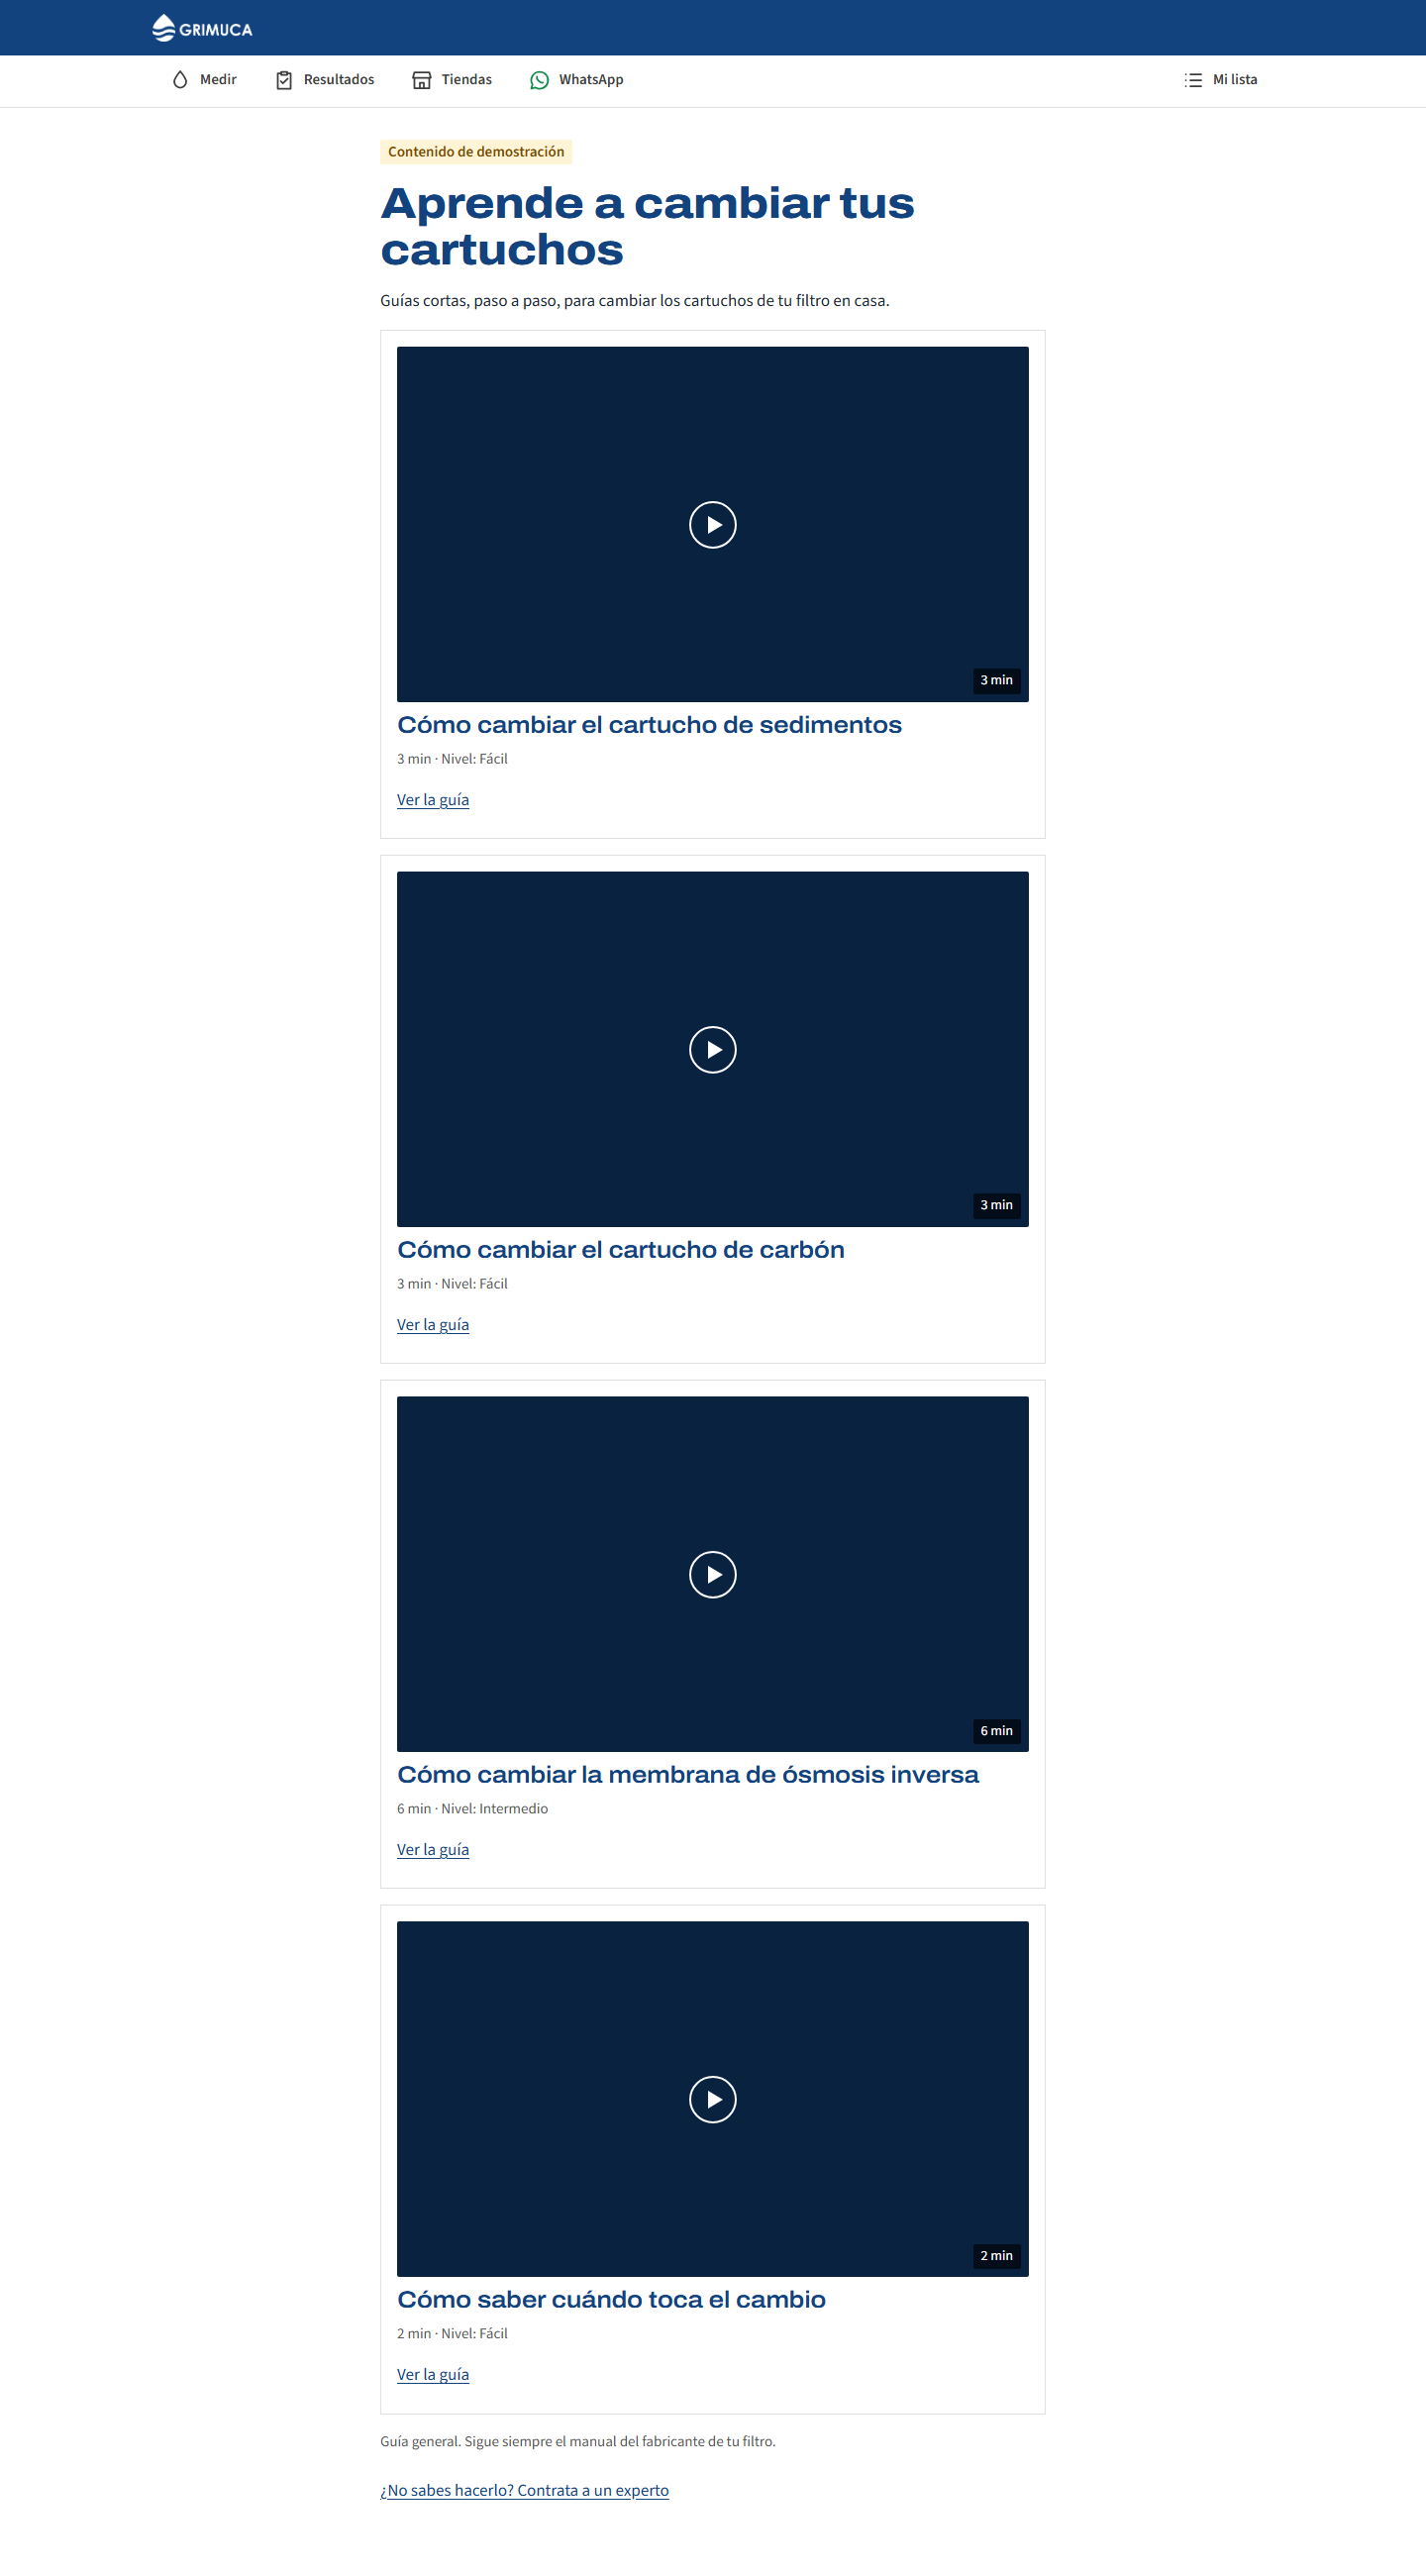 GRIMUCA
Medir
Resultados
Tiendas
WhatsApp
Mi lista
Contenido de demostración
Aprende a cambiar tus
cartuchos
Guías cortas, paso a paso, para cambiar los cartuchos de tu filtro en casa.
3 min
Cómo cambiar el cartucho de sedimentos
3 min · Nivel: Fácil
Ver la guía
3 min
Cómo cambiar el cartucho de carbón
3 min · Nivel: Fácil
Ver la guía
6 min
Cómo cambiar la membrana de ósmosis inversa
6 min · Nivel: Intermedio
Ver la guía
2 min
Cómo saber cuándo toca el cambio
2 min · Nivel: Fácil
Ver la guía
Guía general. Sigue siempre el manual del fabricante de tu filtro.
¿No sabes hacerlo? Contrata a un experto